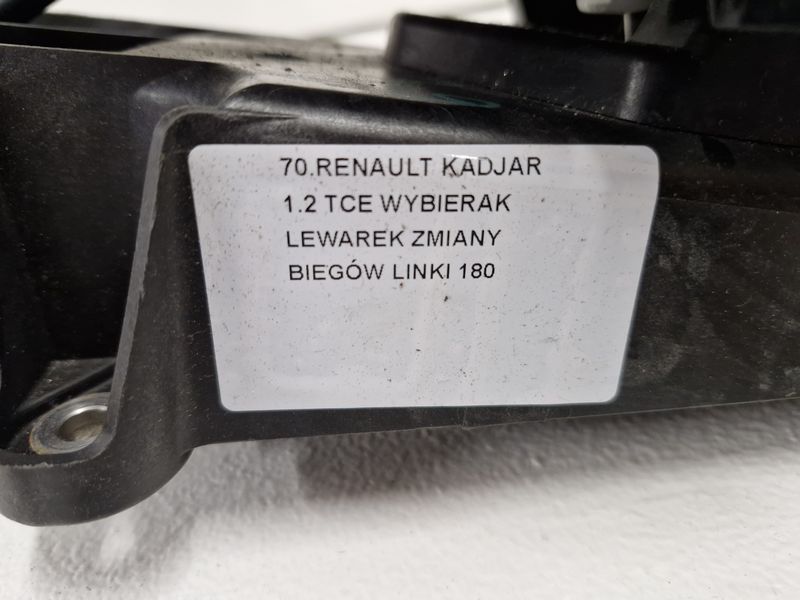 70.RENAULT KADJAR
1.2 TCE WYBIERAK
LEWAREK ZMIANY
BIEGÓW LINKI 180